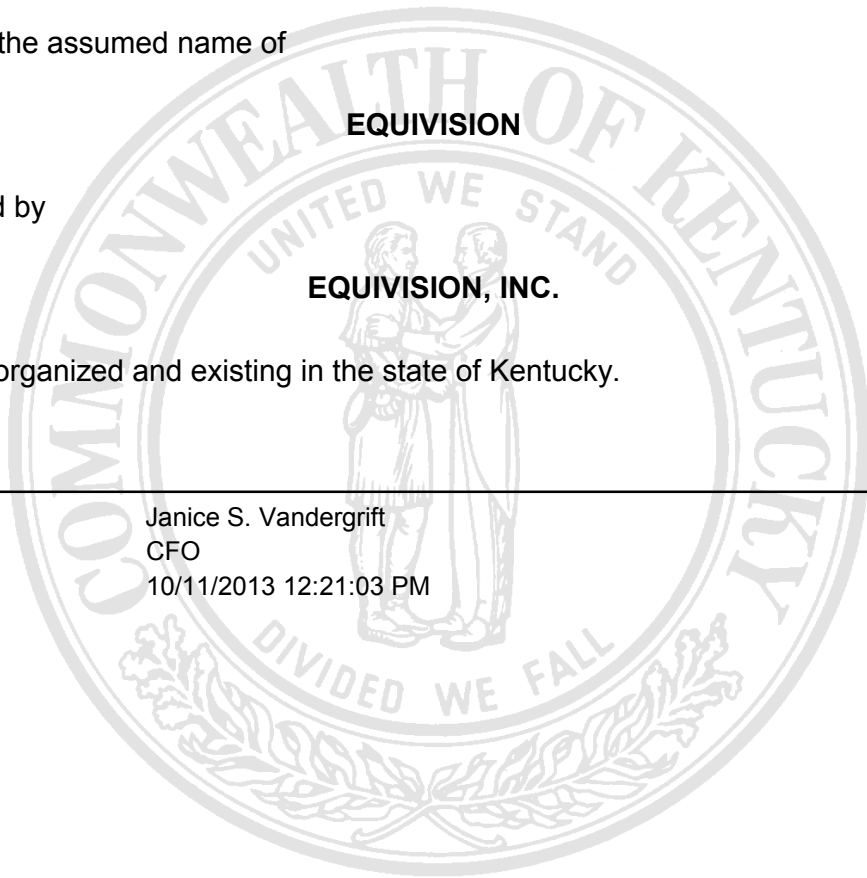 the assumed name of
EQUIVISION
d by
EQUIVISION, INC.
organized and existing in the state of Kentucky.
Janice S. Vandergrift
CFO
10/11/2013 12:21:03 PM
COMMONWEALTH OF KENTUCKY
UNITED WE STAND
DIVIDED WE FALL